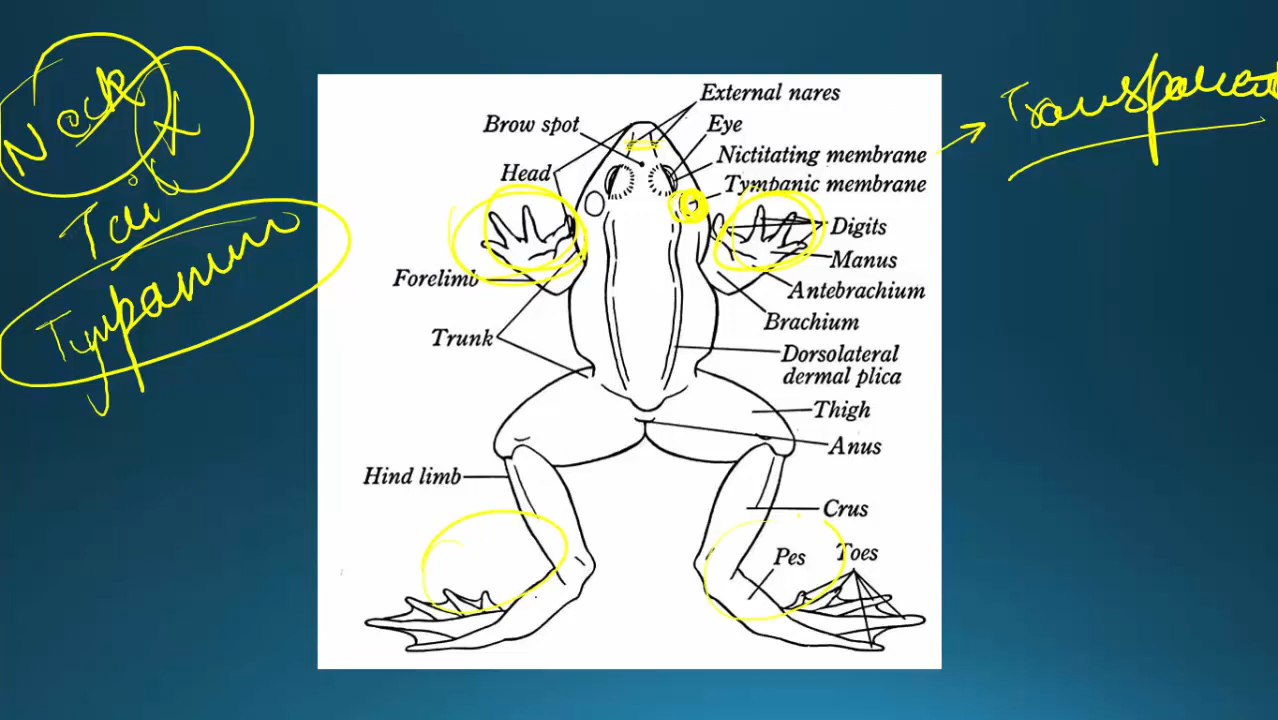 Neck
Tail
Tympanum
Transparent
External nares
Brow spot
Eye
Nictitating membrane
Head
Tympanic membrane
Digits
Manus
Forelimb
Antebrachium
Brachium
Trunk
Dorsolateral
dermal plica
Thigh
Anus
Hind limb
Crus
Pes
Toes